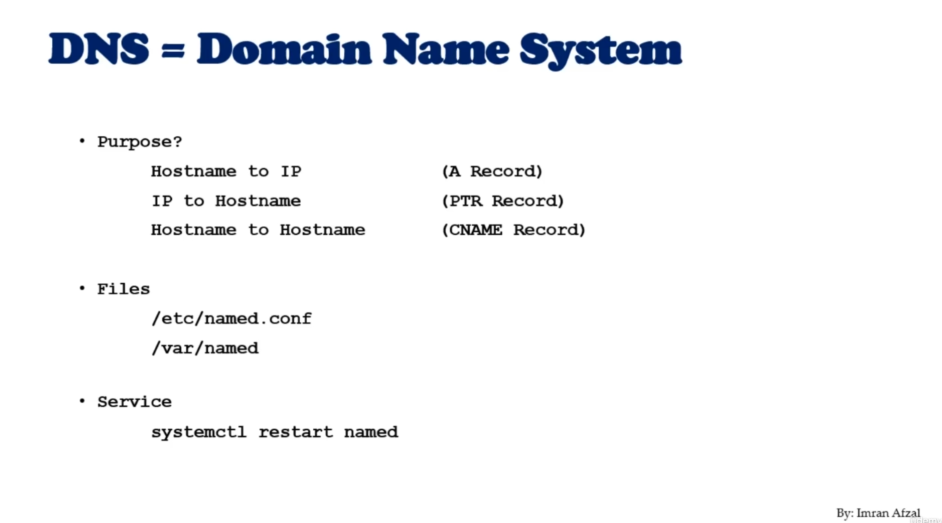 DNS = Domain Name System
• Purpose?
Hostname to IP (A Record)
IP to Hostname (PTR Record)
Hostname to Hostname (CNAME Record)
• Files
/etc/named.conf
/var/named
• Service
systemctl restart named
By: Imran Afzal